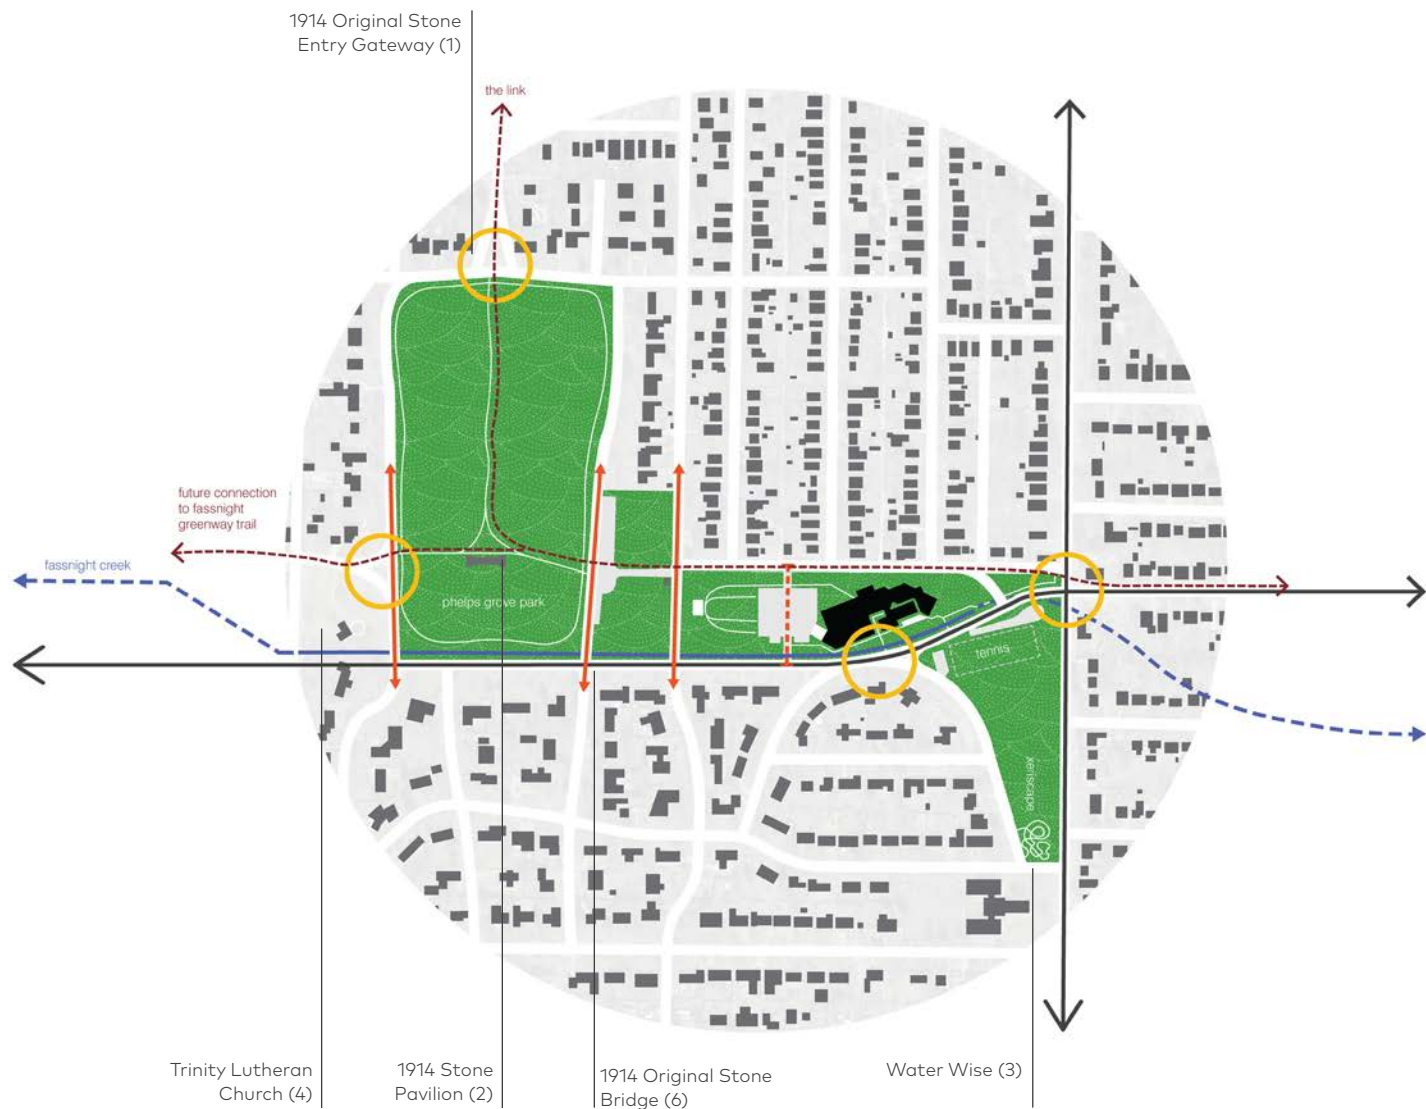 1914 Original Stone
Entry Gateway (1)
the link
future connection
to fassnight
greenway trail
fassnight creek
phelps grove park
tennis
xeriscape
Trinity Lutheran
Church (4)
1914 Stone
Pavilion (2)
1914 Original Stone
Bridge (6)
Water Wise (3)